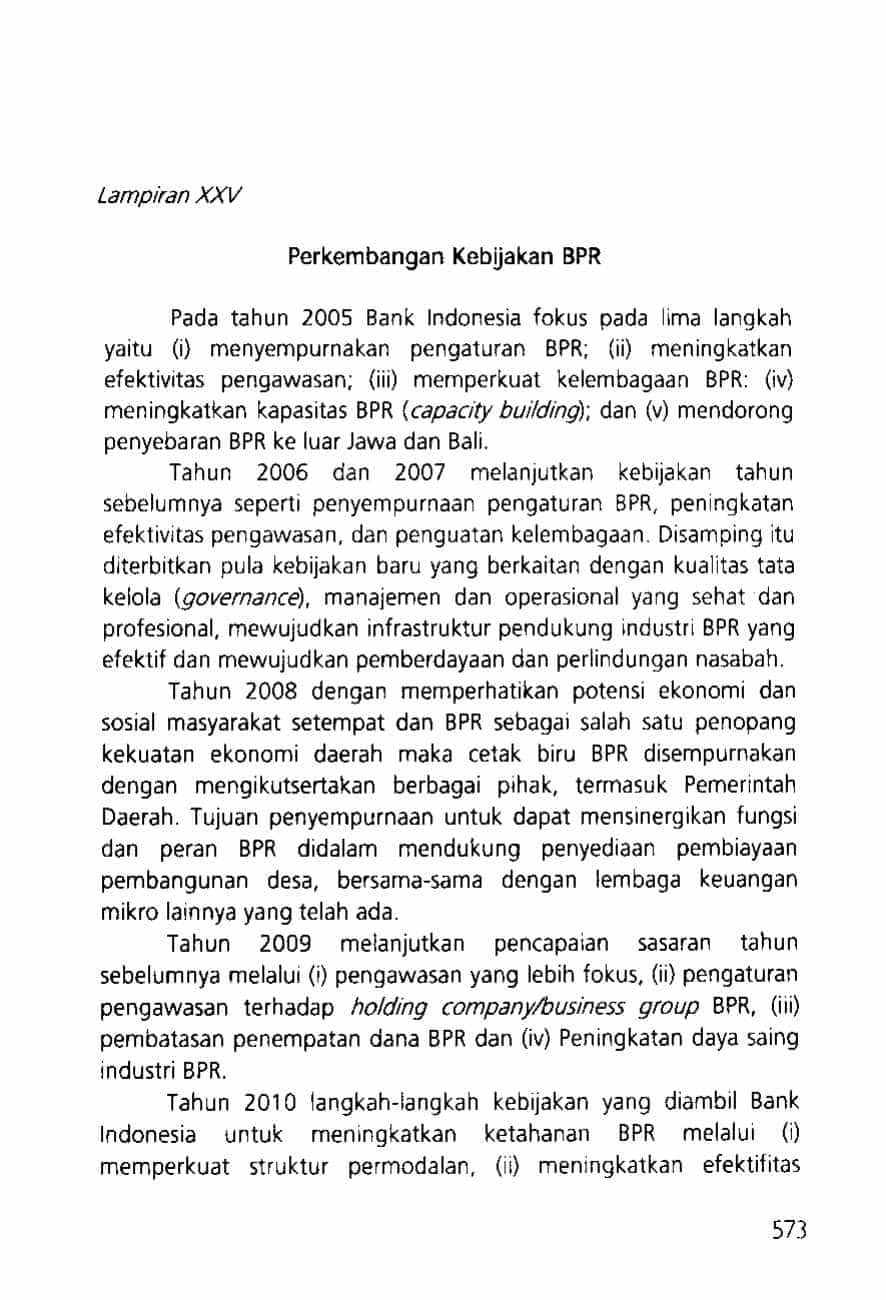 Lampiran XXV
Perkembangan Kebijakan BPR
Pada tahun 2005 Bank Indonesia fokus pada lima langkah
yaitu (i) menyempurnakan pengaturan BPR; (ii) meningkatkan
efektivitas pengawasan; (iii) memperkuat kelembagaan BPR: (iv)
meningkatkan kapasitas BPR (capacity building); dan (v) mendorong
penyebaran BPR ke luar Jawa dan Bali.
Tahun 2006 dan 2007 melanjutkan kebijakan tahun
sebelumnya seperti penyempurnaan pengaturan BPR, peningkatan
efektivitas pengawasan, dan penguatan kelembagaan. Disamping itu
diterbitkan pula kebijakan baru yang berkaitan dengan kualitas tata
kelola (governance), manajemen dan operasional yang sehat dan
profesional, mewujudkan infrastruktur pendukung industri BPR yang
efektif dan mewujudkan pemberdayaan dan perlindungan nasabah.
Tahun 2008 dengan memperhatikan potensi ekonomi dan
sosial masyarakat setempat dan BPR sebagai salah satu penopang
kekuatan ekonomi daerah maka cetak biru BPR disempurnakan
dengan mengikutsertakan berbagai pihak, termasuk Pemerintah
Daerah. Tujuan penyempurnaan untuk dapat mensinergikan fungsi
dan peran BPR didalam mendukung penyediaan pembiayaan
pembangunan desa, bersama-sama dengan lembaga keuangan
mikro lainnya yang telah ada.
Tahun 2009 melanjutkan pencapaian sasaran tahun
sebelumnya melalui (i) pengawasan yang lebih fokus, (ii) pengaturan
pengawasan terhadap holding company/business group BPR, (iii)
pembatasan penempatan dana BPR dan (iv) Peningkatan daya saing
industri BPR.
Tahun 2010 langkah-langkah kebijakan yang diambil Bank
Indonesia untuk meningkatkan ketahanan BPR melalui (i)
memperkuat struktur permodalan, (ii) meningkatkan efektifitas
573